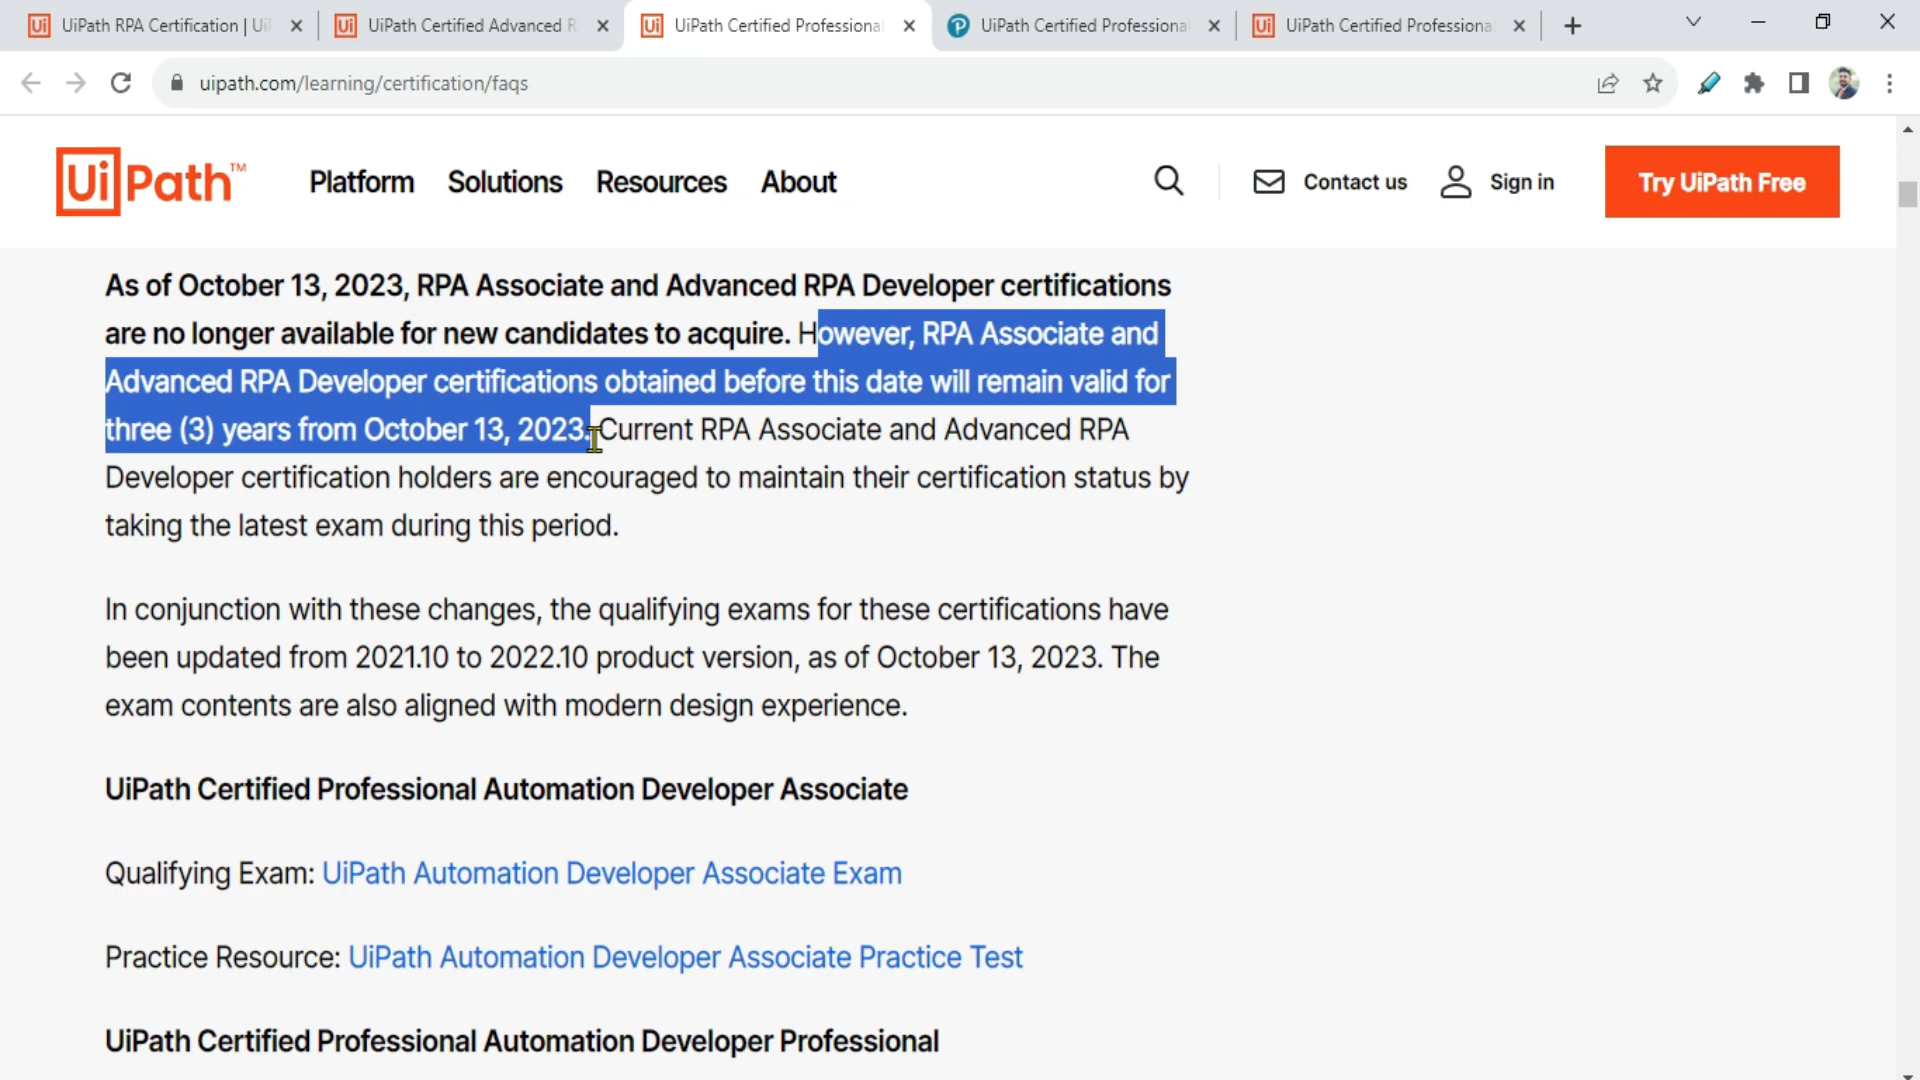 UiPath RPA Certification | Ui
UiPath Certified Advanced R
UiPath Certified Professional
UiPath Certified Professiona
UiPath Certified Professiona
uipath.com/learning/certification/faqs
UiPath™
Platform
Solutions
Resources
About
Contact us
Sign in
Try UiPath Free
As of October 13, 2023, RPA Associate and Advanced RPA Developer certifications
are no longer available for new candidates to acquire. However, RPA Associate and
Advanced RPA Developer certifications obtained before this date will remain valid for
three (3) years from October 13, 2023. Current RPA Associate and Advanced RPA
Developer certification holders are encouraged to maintain their certification status by
taking the latest exam during this period.
In conjunction with these changes, the qualifying exams for these certifications have
been updated from 2021.10 to 2022.10 product version, as of October 13, 2023. The
exam contents are also aligned with modern design experience.
UiPath Certified Professional Automation Developer Associate
Qualifying Exam: UiPath Automation Developer Associate Exam
Practice Resource: UiPath Automation Developer Associate Practice Test
UiPath Certified Professional Automation Developer Professional